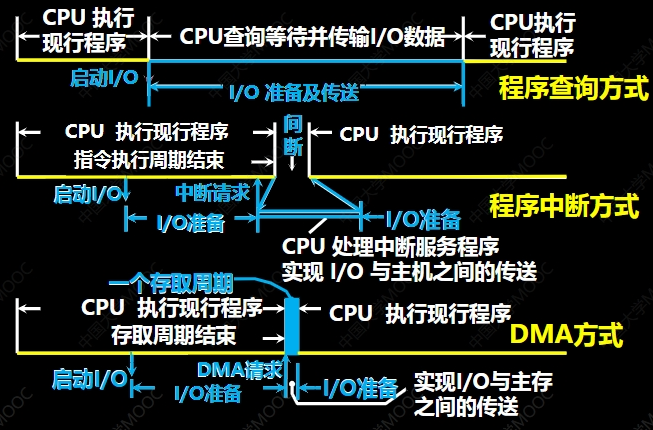 CPU 执行
现行程序
CPU查询等待并传输I/O数据
CPU执行
现行程序
启动I/O
I/O 准备及传送
程序查询方式
CPU 执行现行程序
间断
CPU 执行现行程序
指令执行周期结束
启动I/O
中断请求
I/O准备
I/O准备
程序中断方式
CPU 处理中断服务程序
实现 I/O 与主机之间的传送
一个存取周期
CPU 执行现行程序
CPU 执行现行程序
存取周期结束
DMA方式
启动I/O
DMA请求
I/O准备
I/O准备
实现I/O与主存
之间的传送
中国大学MOOC